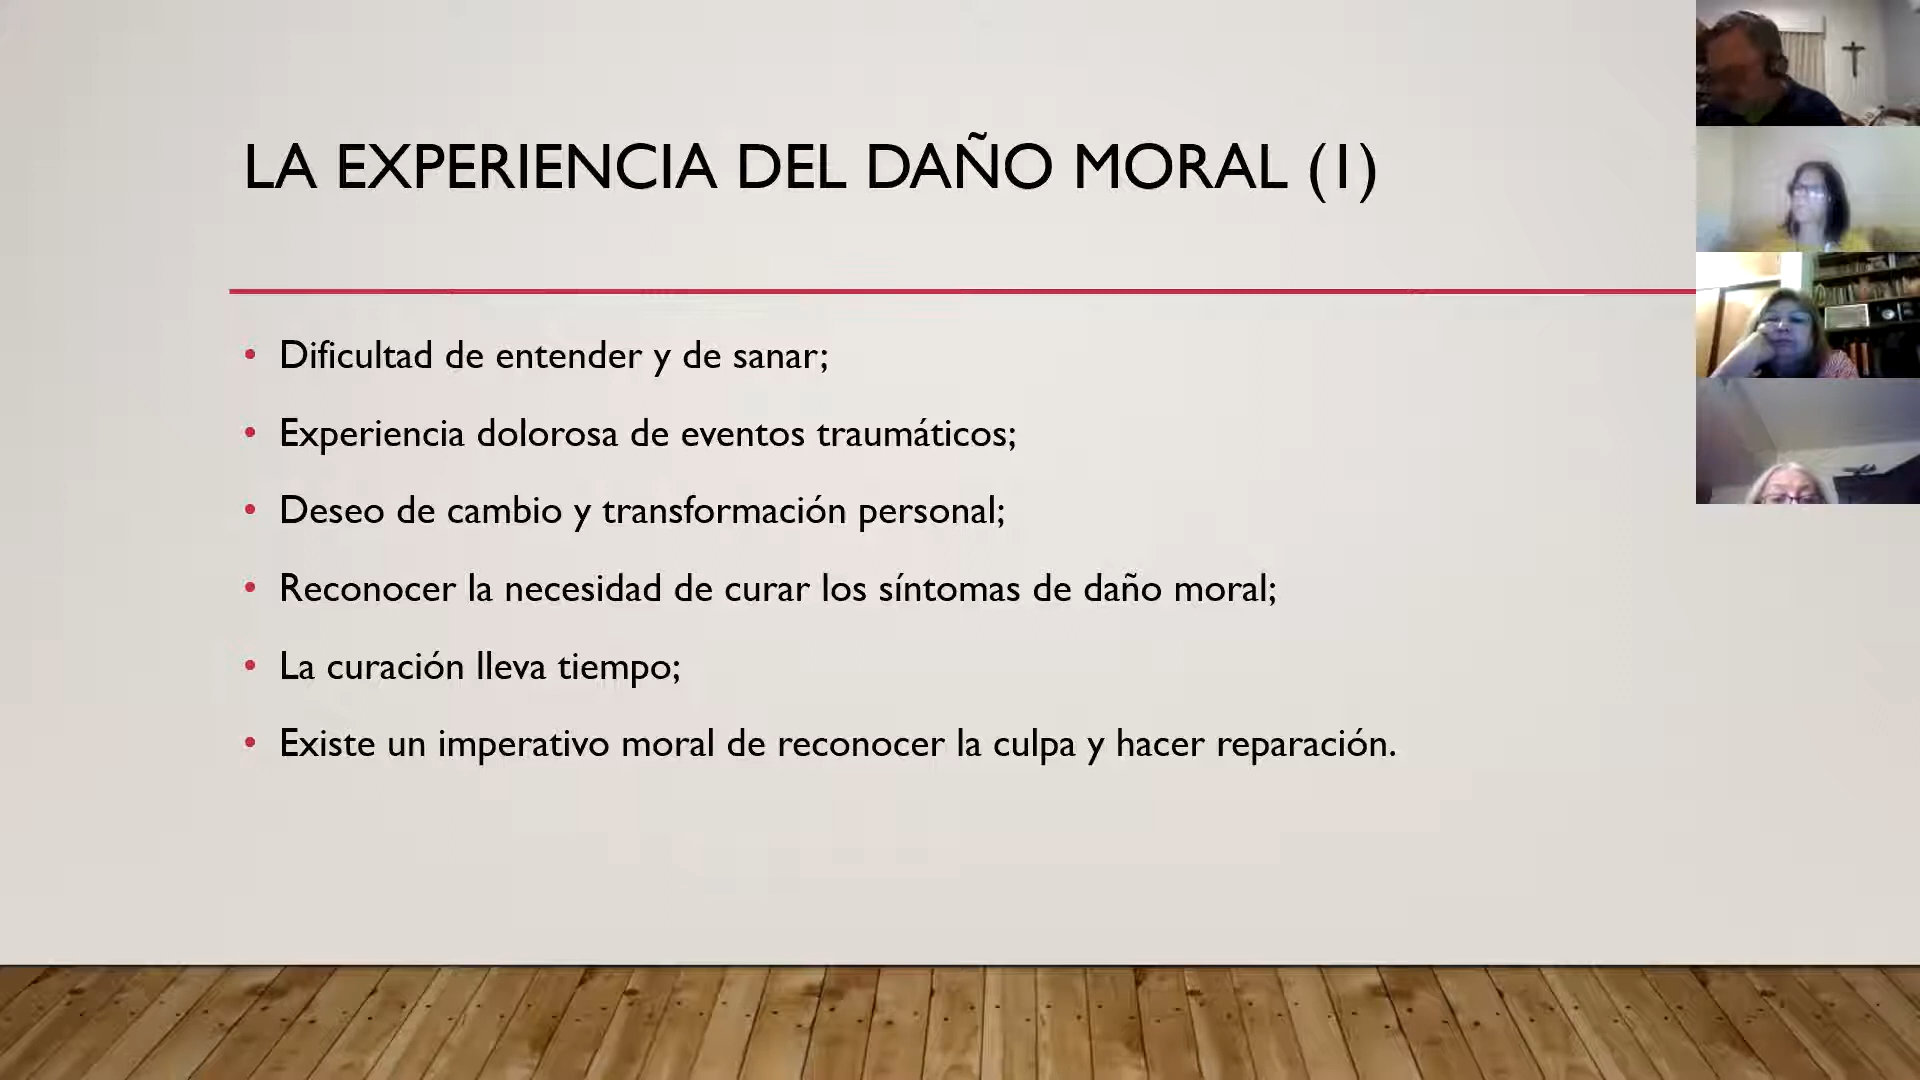 LA EXPERIENCIA DEL DAÑO MORAL (1)
• Dificultad de entender y de sanar;
• Experiencia dolorosa de eventos traumáticos;
• Deseo de cambio y transformación personal;
• Reconocer la necesidad de curar los síntomas de daño moral;
• La curación lleva tiempo;
• Existe un imperativo moral de reconocer la culpa y hacer reparación.